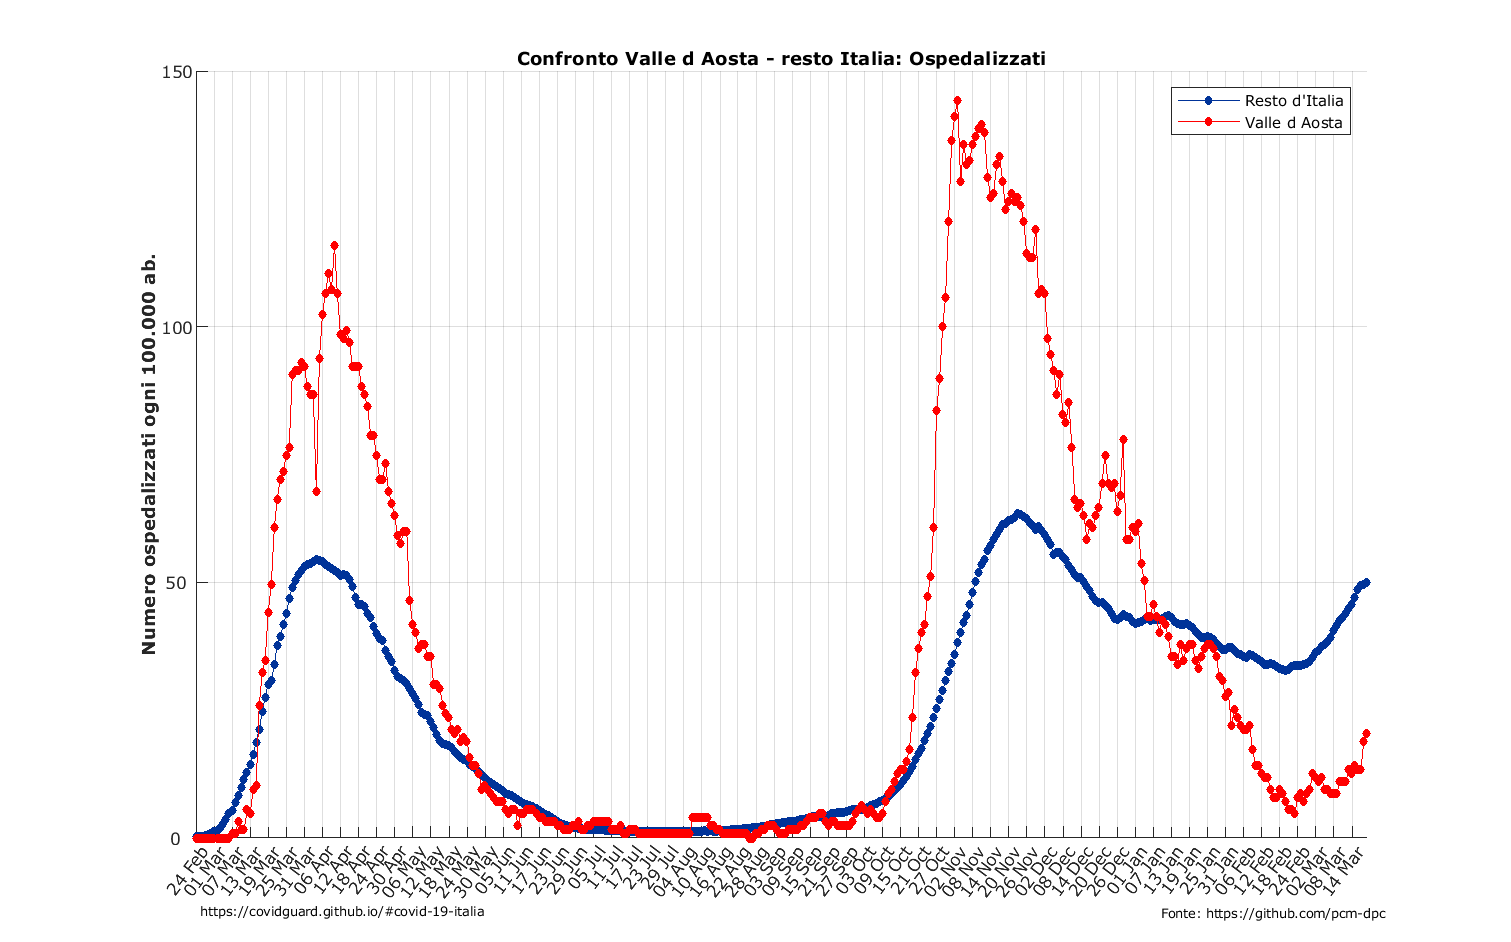 Confronto Valle d Aosta - resto Italia: Ospedalizzati
Numero ospedalizzati ogni 100.000 ab.
150
100
50
0
Resto d'Italia
Valle d Aosta
24 Feb
01 Mar
07 Mar
13 Mar
19 Mar
25 Mar
31 Mar
06 Apr
12 Apr
18 Apr
24 Apr
30 Apr
06 May
12 May
18 May
24 May
30 May
05 Jun
11 Jun
17 Jun
23 Jun
29 Jun
05 Jul
11 Jul
17 Jul
23 Jul
29 Jul
04 Aug
10 Aug
16 Aug
22 Aug
28 Aug
03 Sep
09 Sep
15 Sep
21 Sep
27 Sep
03 Oct
09 Oct
15 Oct
21 Oct
27 Oct
02 Nov
08 Nov
14 Nov
20 Nov
26 Nov
02 Dec
08 Dec
14 Dec
20 Dec
26 Dec
01 Jan
07 Jan
13 Jan
19 Jan
25 Jan
31 Jan
06 Feb
12 Feb
18 Feb
24 Feb
02 Mar
08 Mar
14 Mar
https://covidguard.github.io/#covid-19-italia
Fonte: https://github.com/pcm-dpc